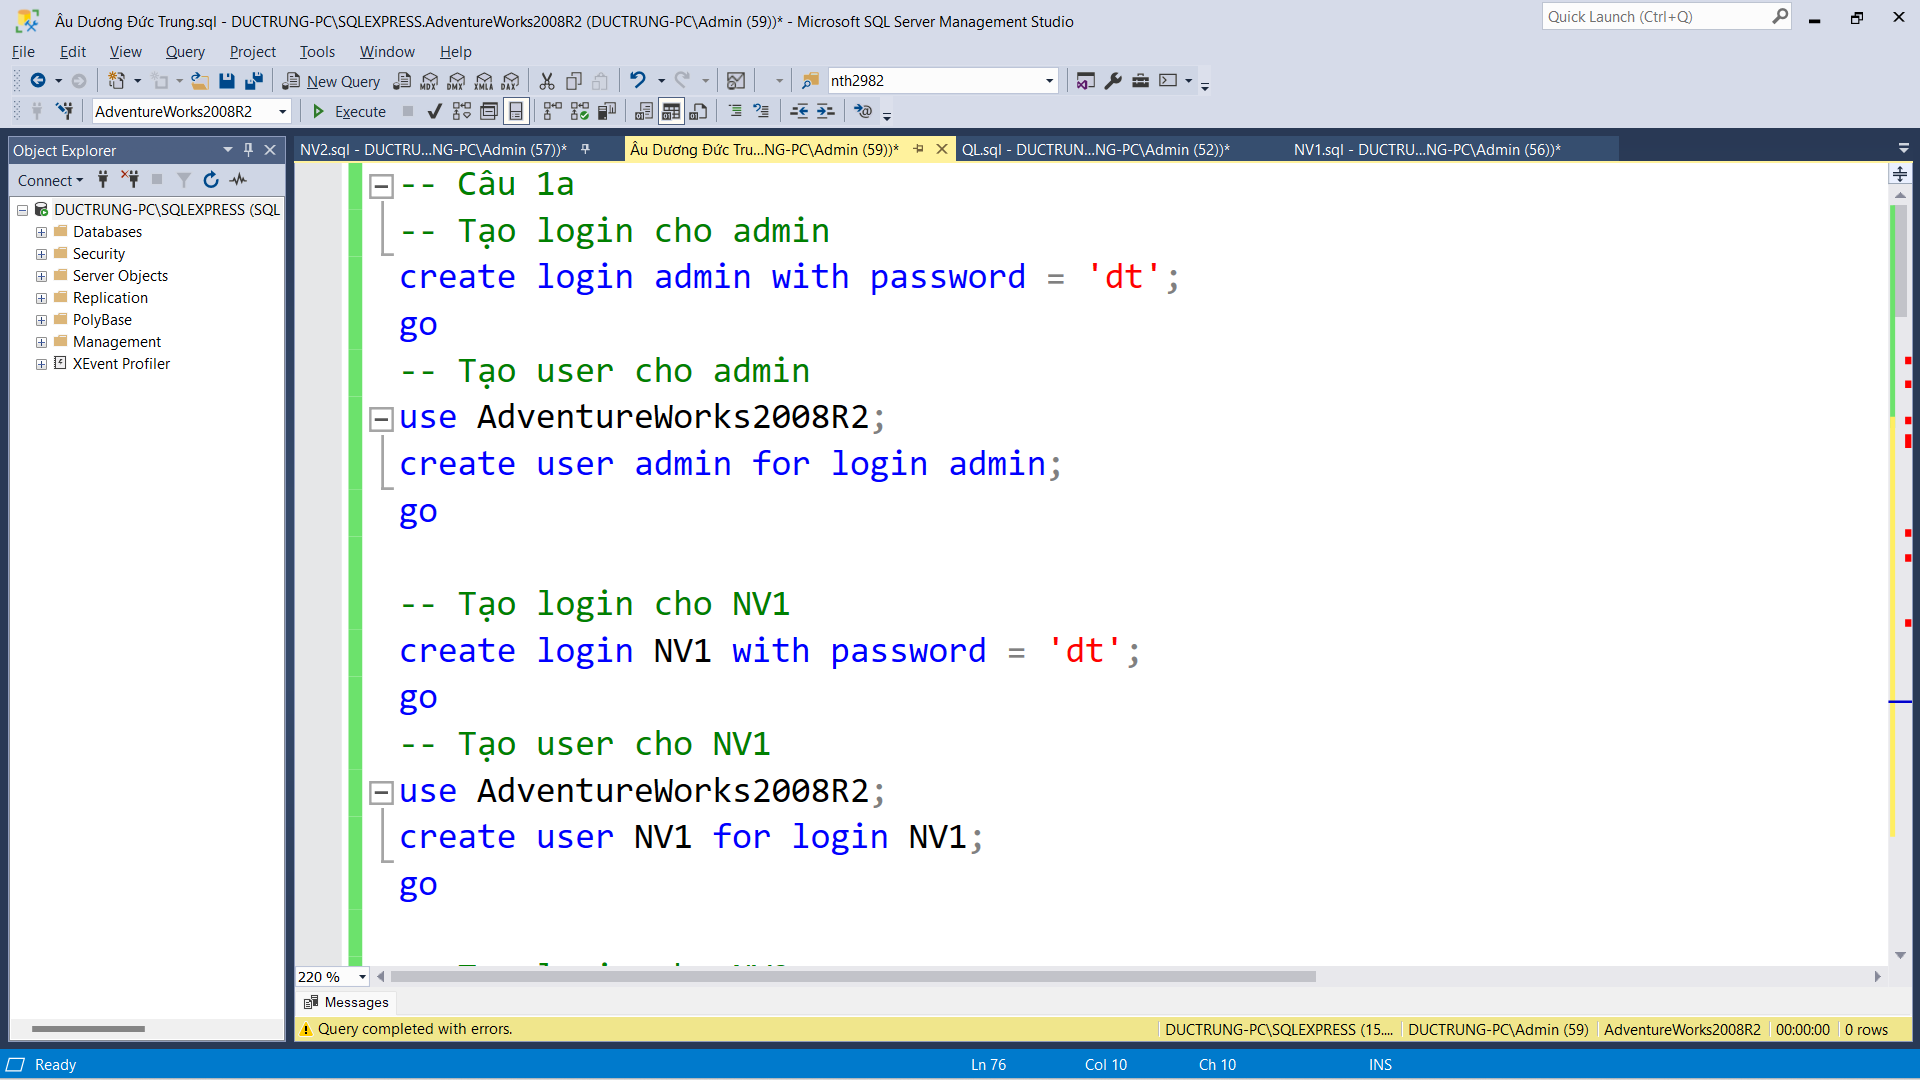 Âu Dương Đức Trung.sql - DUCTRUNG-PC\SQLEXPRESS.AdventureWorks2008R2 (DUCTRUNG-PC\Admin (59))* - Microsoft SQL Server Management Studio
Quick Launch (Ctrl+Q)
File Edit View Query Project Tools Window Help
New Query MDX DMX XMLA DAX nth2982
AdventureWorks2008R2 Execute
Object Explorer
Connect
DUCTRUNG-PC\SQLEXPRESS (SQL
Databases
Security
Server Objects
Replication
PolyBase
Management
XEvent Profiler
NV2.sql - DUCTRU...NG-PC\Admin (57))* Âu Dương Đức Tru...NG-PC\Admin (59))* QL.sql - DUCTRUN...NG-PC\Admin (52))* NV1.sql - DUCTRU...NG-PC\Admin (56))*
-- Câu 1a
-- Tạo login cho admin
create login admin with password = 'dt';
go
-- Tạo user cho admin
use AdventureWorks2008R2;
create user admin for login admin;
go
-- Tạo login cho NV1
create login NV1 with password = 'dt';
go
-- Tạo user cho NV1
use AdventureWorks2008R2;
create user NV1 for login NV1;
go
220 %
Messages
Query completed with errors. DUCTRUNG-PC\SQLEXPRESS (15.... DUCTRUNG-PC\Admin (59) AdventureWorks2008R2 00:00:00 0 rows
Ready Ln 76 Col 10 Ch 10 INS